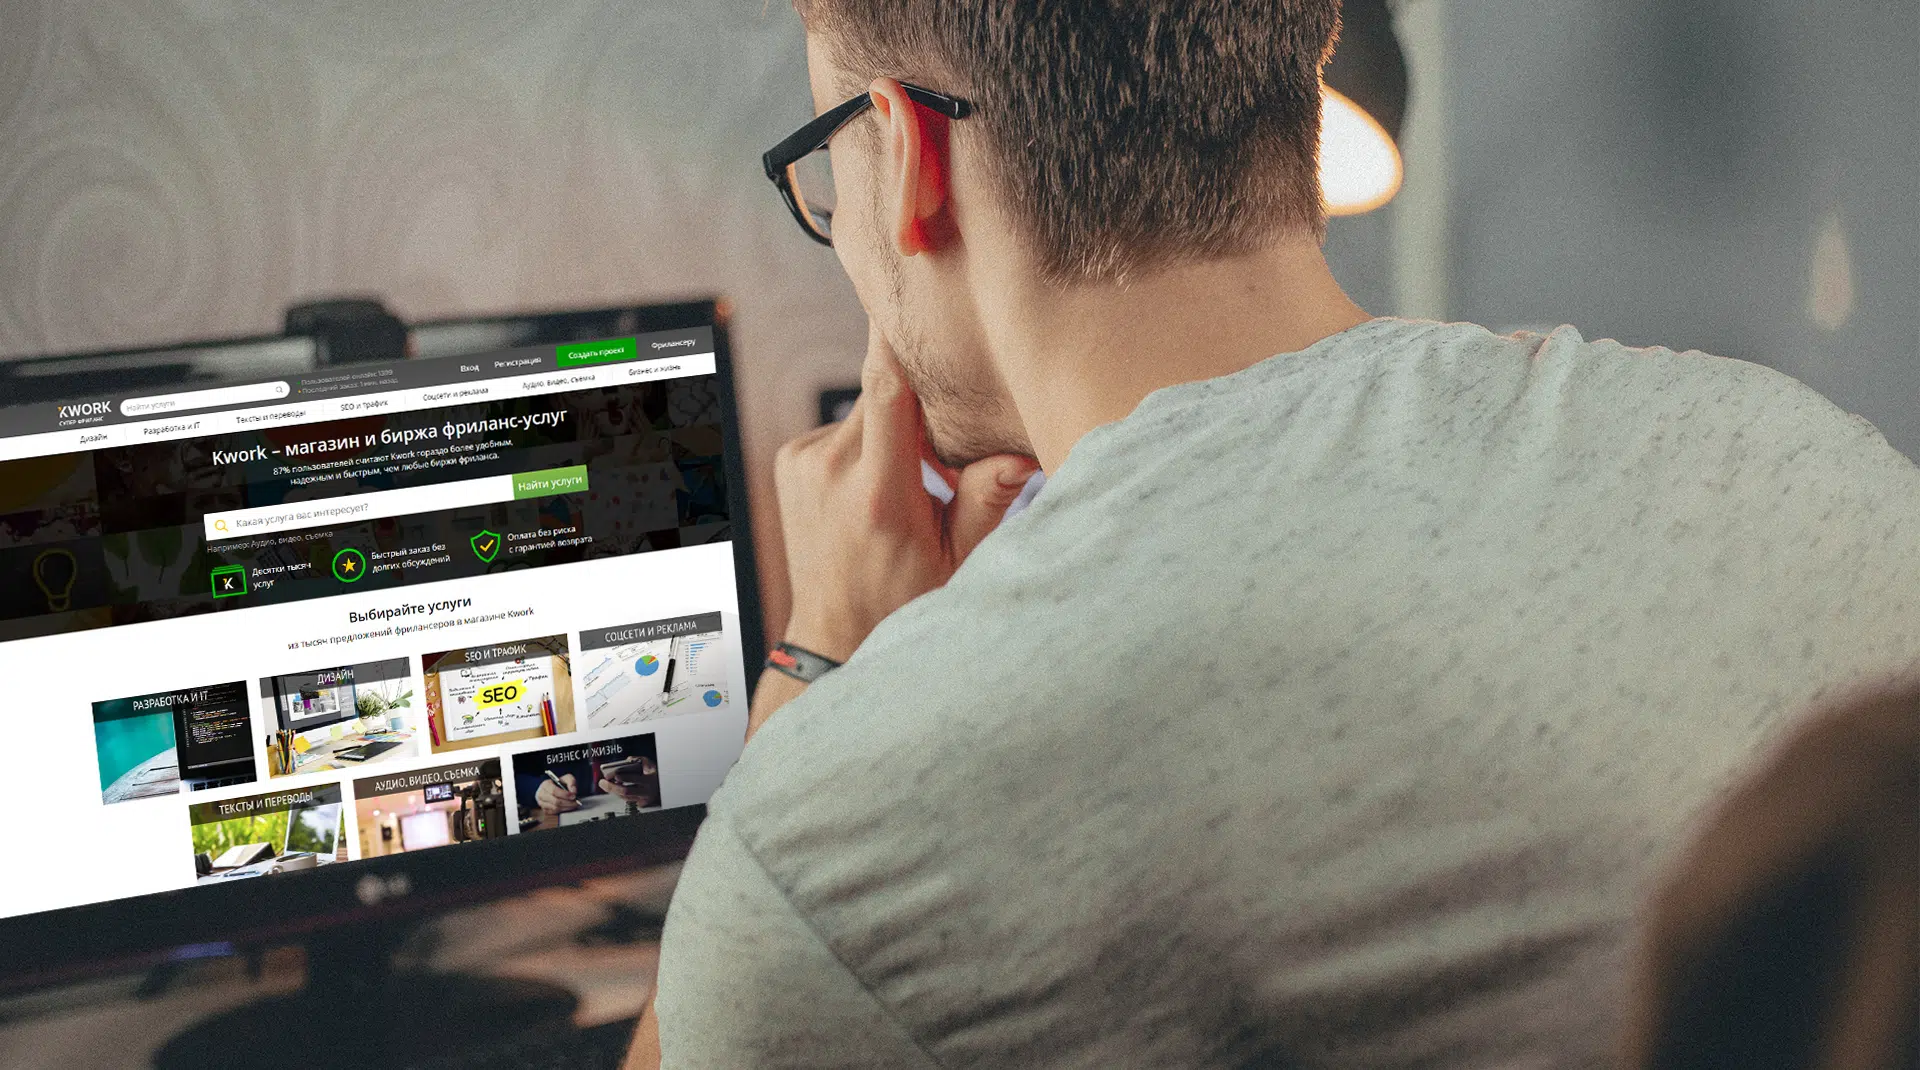 KWORK
СУПЕР ФРИЛАНС
Найти услуги
Пользователей онлайн: 1399
Последний заказ: 1 мин. назад
Вход
Регистрация
Создать проект
Фрилансеру
Дизайн
Разработка и IT
Тексты и переводы
SEO и трафик
Соцсети и реклама
Аудио, видео, съемка
Бизнес и жизнь
Kwork – магазин и биржа фриланс-услуг
87% пользователей считают Kwork гораздо более удобным,
надежным и быстрым, чем любые биржи фриланса.
Какая услуга вас интересует?
Найти услуги
Например: Аудио, видео, съемка
K
Десятки тысяч
услуг
Быстрый заказ без
долгих обсуждений
Оплата без риска
с гарантией возврата
Выбирайте услуги
из тысяч предложений фрилансеров в магазине Kwork
РАЗРАБОТКА И IT
ДИЗАЙН
SEO И ТРАФИК
SEO
СОЦСЕТИ И РЕКЛАМА
ТЕКСТЫ И ПЕРЕВОДЫ
АУДИО, ВИДЕО, СЪЕМКА
БИЗНЕС И ЖИЗНЬ
LG